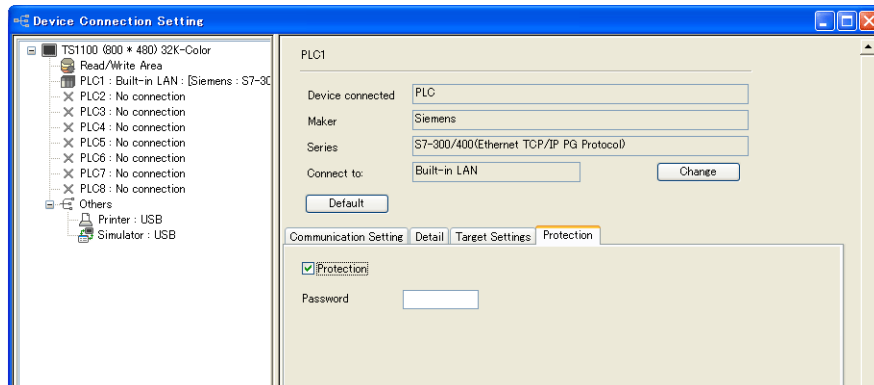 Device Connection Setting
TS1100 (800 * 480) 32K-Color
Read/Write Area
PLC1 : Built-in LAN : [Siemens : S7-30
PLC2 : No connection
PLC3 : No connection
PLC4 : No connection
PLC5 : No connection
PLC6 : No connection
PLC7 : No connection
PLC8 : No connection
Others
Printer : USB
Simulator : USB
PLC1
Device connected PLC
Maker Siemens
Series S7-300/400(Ethernet TCP/IP PG Protocol)
Connect to: Built-in LAN Change
Default
Communication Setting Detail Target Settings Protection
Protection
Password